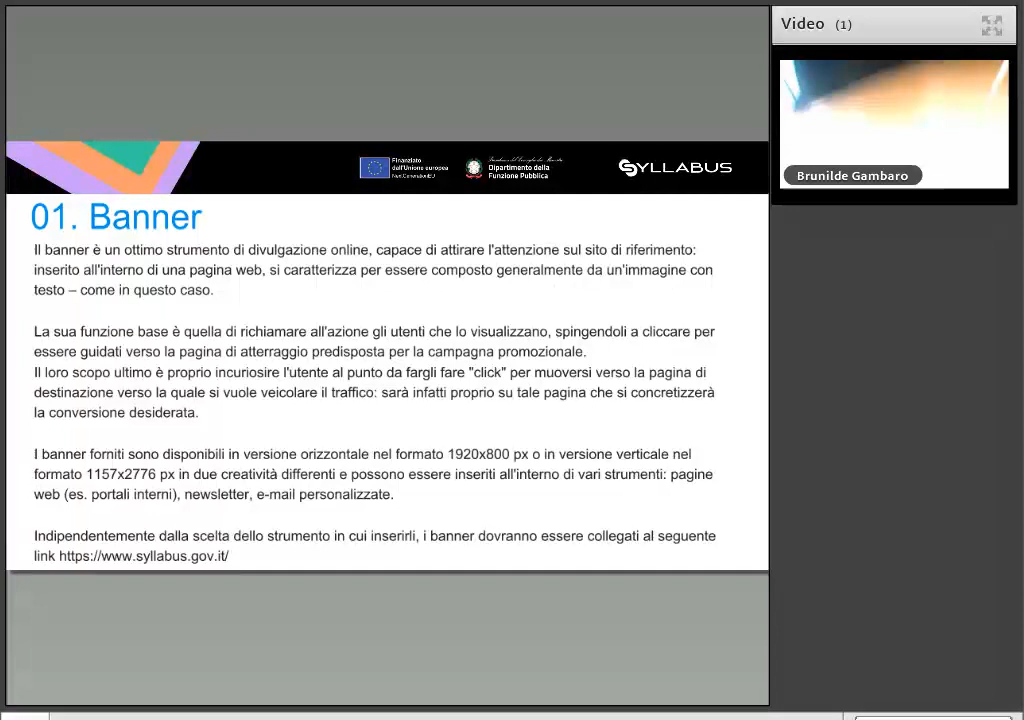 Video (1)
Brunilde Gambaro
Finanziato
dall'Unione europea
NextGenerationEU
Dipartimento della
Funzione Pubblica
SYLLABUS
01. Banner
Il banner è un ottimo strumento di divulgazione online, capace di attirare l'attenzione sul sito di riferimento:
inserito all'interno di una pagina web, si caratterizza per essere composto generalmente da un'immagine con
testo – come in questo caso.
La sua funzione base è quella di richiamare all'azione gli utenti che lo visualizzano, spingendoli a cliccare per
essere guidati verso la pagina di atterraggio predisposta per la campagna promozionale.
Il loro scopo ultimo è proprio incuriosire l'utente al punto da fargli fare "click" per muoversi verso la pagina di
destinazione verso la quale si vuole veicolare il traffico: sarà infatti proprio su tale pagina che si concretizzerà
la conversione desiderata.
I banner forniti sono disponibili in versione orizzontale nel formato 1920x800 px o in versione verticale nel
formato 1157x2776 px in due creatività differenti e possono essere inseriti all'interno di vari strumenti: pagine
web (es. portali interni), newsletter, e-mail personalizzate.
Indipendentemente dalla scelta dello strumento in cui inserirli, i banner dovranno essere collegati al seguente
link https://www.syllabus.gov.it/